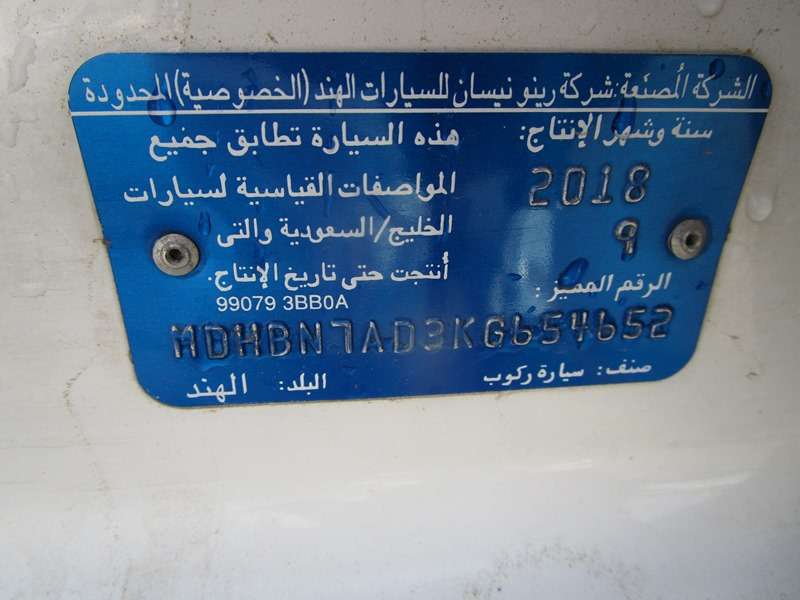 الشركة المُصنعة: شركة رينو نيسان للسيارات الهند (الخصوصية) المحدودة
سنة وشهر الإنتاج:
2018
9
هذه السيارة تطابق جميع
المواصفات القياسية لسيارات
الخليج/السعودية والتى
أُنتجت حتى تاريخ الإنتاج.
الرقم المميز:
99079 3BB0A
MDHBN7AD3KG654652
صنف: سيارة ركوب
البلد: الهند